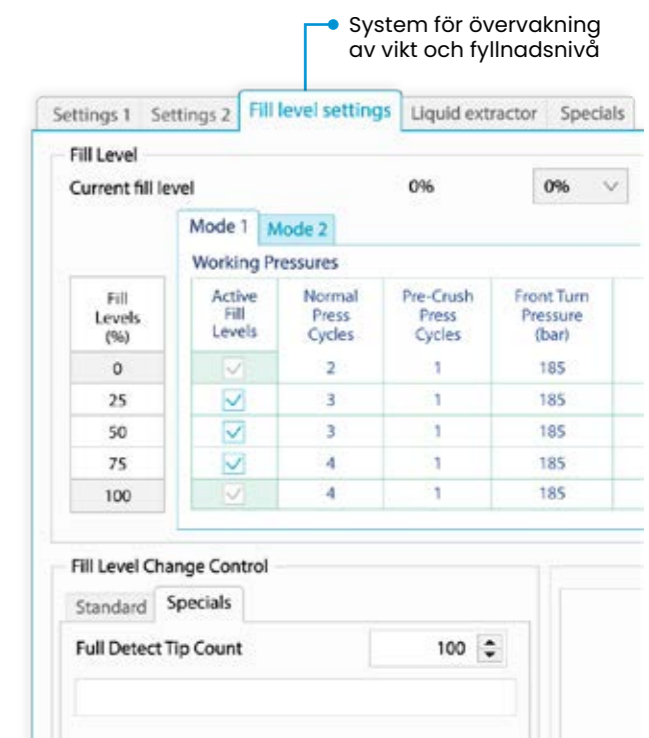 System för övervakning
av vikt och fyllnadsnivå
Settings 1 Settings 2 Fill level settings Liquid extractor Specials
Fill Level
Current fill level 0% 0%
Mode 1 Mode 2
Working Pressures
Fill Levels (%) Active Fill Levels Normal Press Cycles Pre-Crush Press Cycles Front Turn Pressure (bar)
0 2 1 185
25 3 1 185
50 3 1 185
75 4 1 185
100 4 1 185
Fill Level Change Control
Standard Specials
Full Detect Tip Count 100